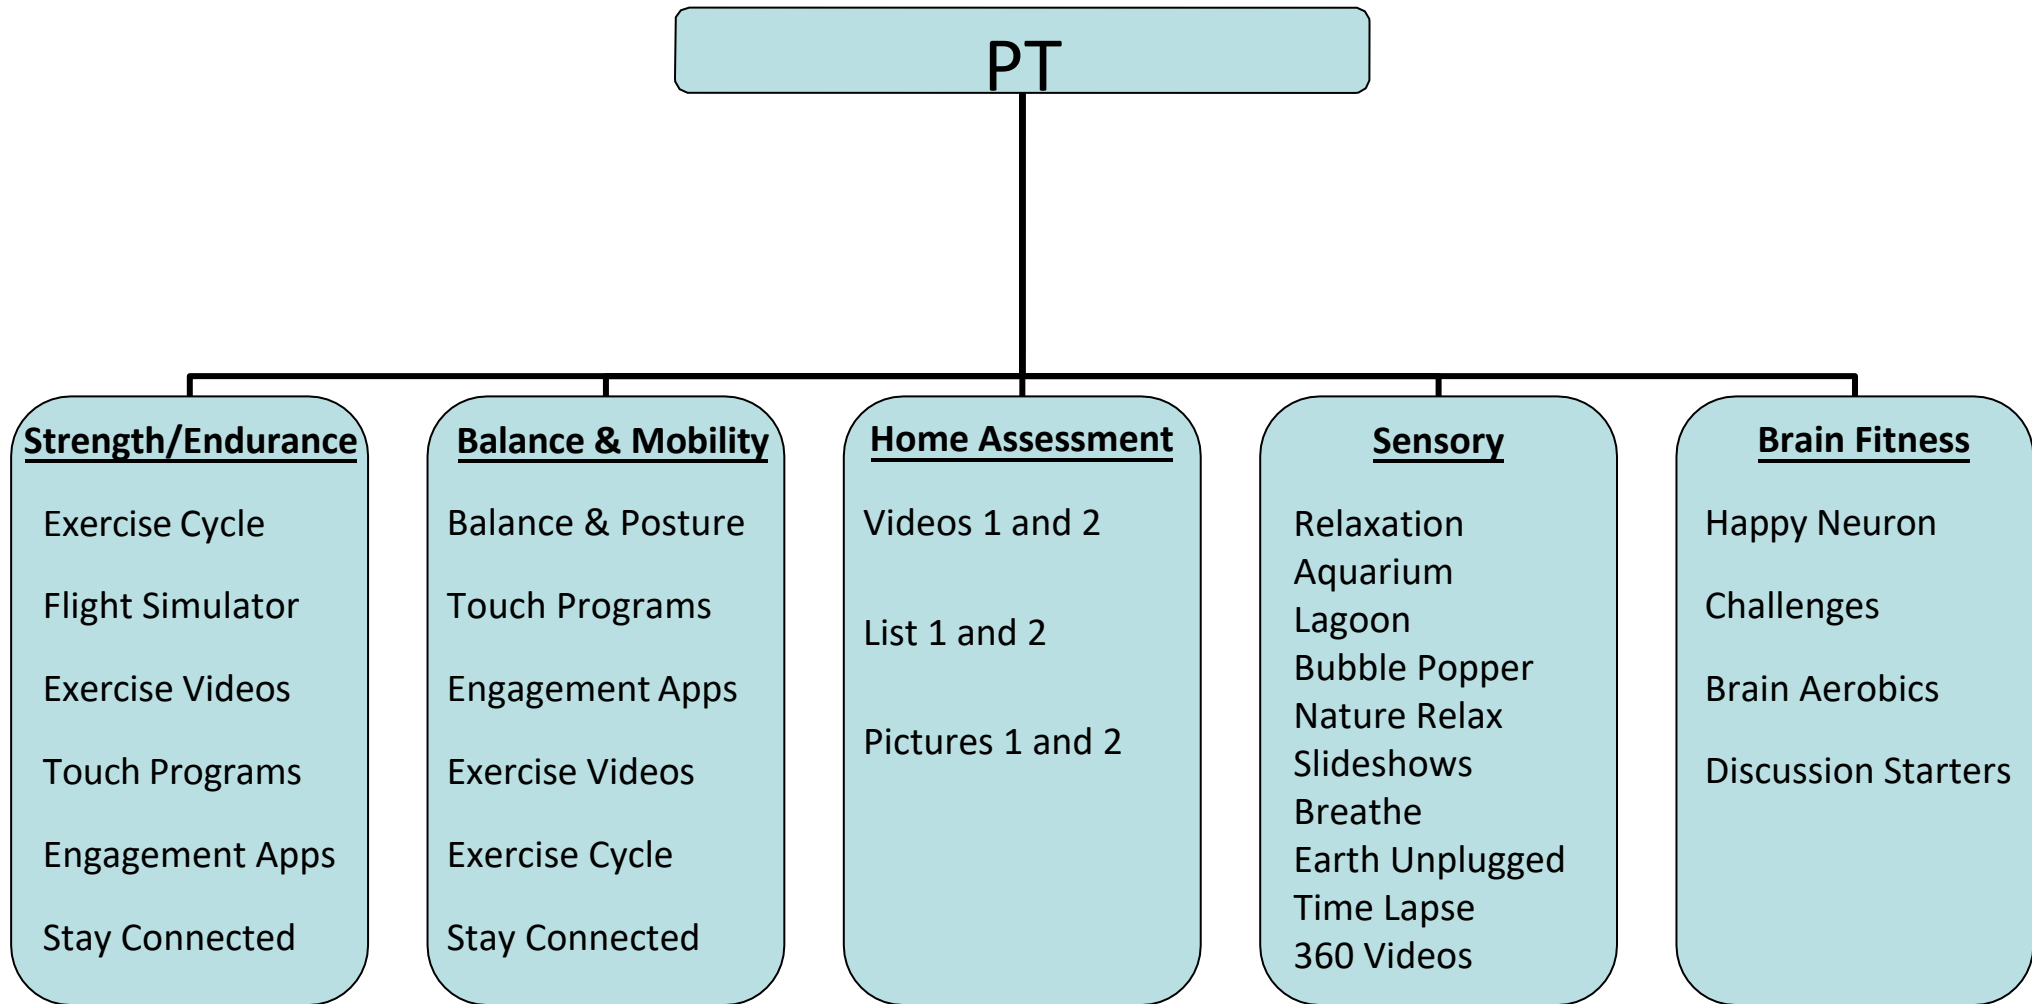 PT
Strength/Endurance
Exercise Cycle
Flight Simulator
Exercise Videos
Touch Programs
Engagement Apps
Stay Connected
Balance & Mobility
Balance & Posture
Touch Programs
Engagement Apps
Exercise Videos
Exercise Cycle
Stay Connected
Home Assessment
Videos 1 and 2
List 1 and 2
Pictures 1 and 2
Sensory
Relaxation
Aquarium
Lagoon
Bubble Popper
Nature Relax
Slideshows
Breathe
Earth Unplugged
Time Lapse
360 Videos
Brain Fitness
Happy Neuron
Challenges
Brain Aerobics
Discussion Starters